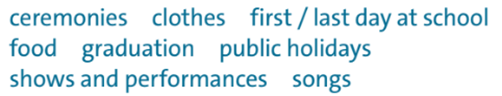 ceremonies clothes first / last day at school
food graduation public holidays
shows and performances songs